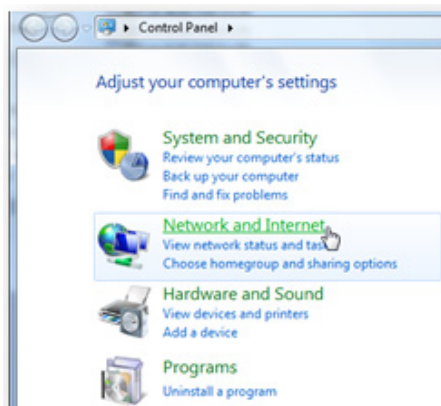 Control Panel
Adjust your computer's settings
System and Security
Review your computer's status
Back up your computer
Find and fix problems
Network and Internet
View network status and tas
Choose homegroup and sharing options
Hardware and Sound
View devices and printers
Add a device
Programs
Uninstall a program